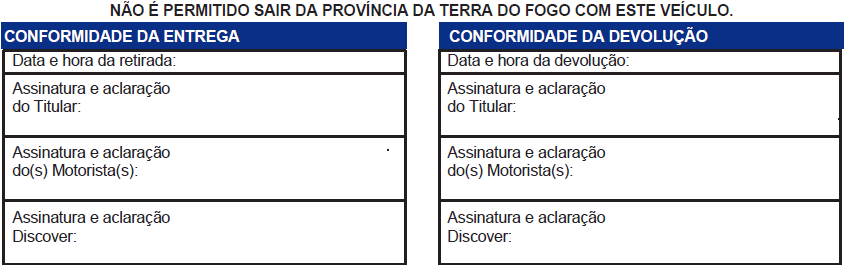 NÃO É PERMITIDO SAIR DA PROVÍNCIA DA TERRA DO FOGO COM ESTE VEÍCULO.
CONFORMIDADE DA ENTREGA
Data e hora da retirada:
Assinatura e aclaração
do Titular:
Assinatura e aclaração
do(s) Motorista(s):
Assinatura e aclaração
Discover:
CONFORMIDADE DA DEVOLUÇÃO
Data e hora da devolução:
Assinatura e aclaração
do Titular:
Assinatura e aclaração
do(s) Motorista(s):
Assinatura e aclaração
Discover: